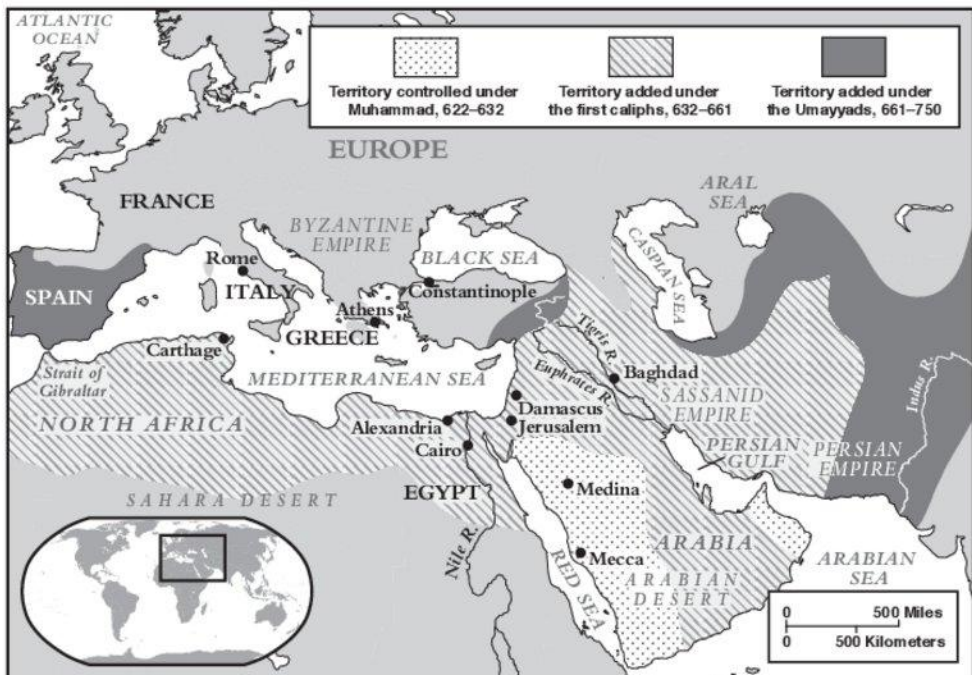 ATLANTIC
OCEAN
Territory controlled under
Muhammad, 622–632
Territory added under
the first caliphs, 632–661
Territory added under
the Umayyads, 661–750
EUROPE
FRANCE
ARAL
SEA
BYZANTINE
EMPIRE
BLACK SEA
CASPIAN SEA
Rome
ITALY
Constantinople
SPAIN
Athens
GREECE
Carthage
Tigris R.
Strait of
Gibraltar
MEDITERRANEAN SEA
Euphrates R.
Baghdad
Indus R.
SASSANID
EMPIRE
NORTH AFRICA
Alexandria
Damascus
Jerusalem
Cairo
PERSIAN
GULF
PERSIAN
EMPIRE
EGYPT
SAHARA DESERT
Medina
Nile R.
Mecca
ARABIA
RED SEA
ARABIAN
DESERT
ARABIAN
SEA
0 500 Miles
0 500 Kilometers